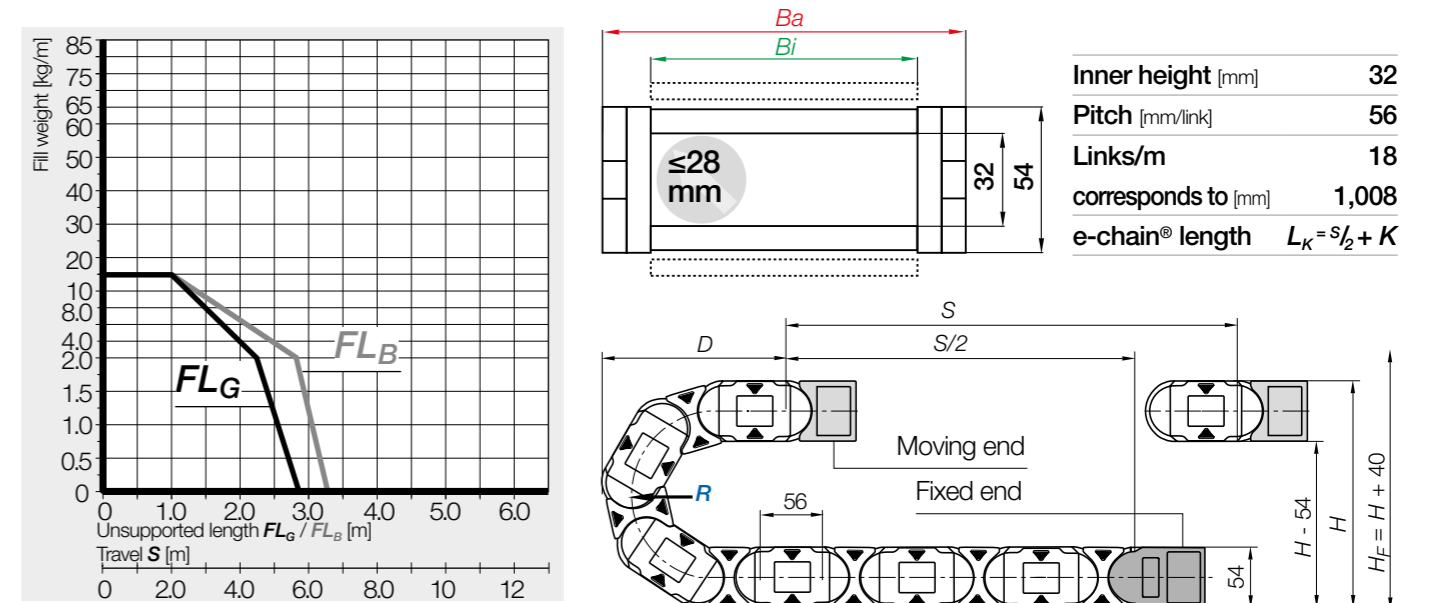 Fill weight [kg/m]
85
75
65
60
50
40
30
20
10
8.0
4.0
2.0
1.5
1.0
0.5
0
FLG
FLB
0 1.0 2.0 3.0 4.0 5.0 6.0
Unsupported length FLG / FLB [m]
Travel S [m]
0 2.0 4.0 6.0 8.0 10 12
Ba
Bi
≤28
mm
32
54
Inner height [mm] 32
Pitch [mm/link] 56
Links/m 18
corresponds to [mm] 1,008
e-chain® length LK = S/2 + K
S
D
S/2
Moving end
Fixed end
R
56
54
H - 54
H
HF = H + 40